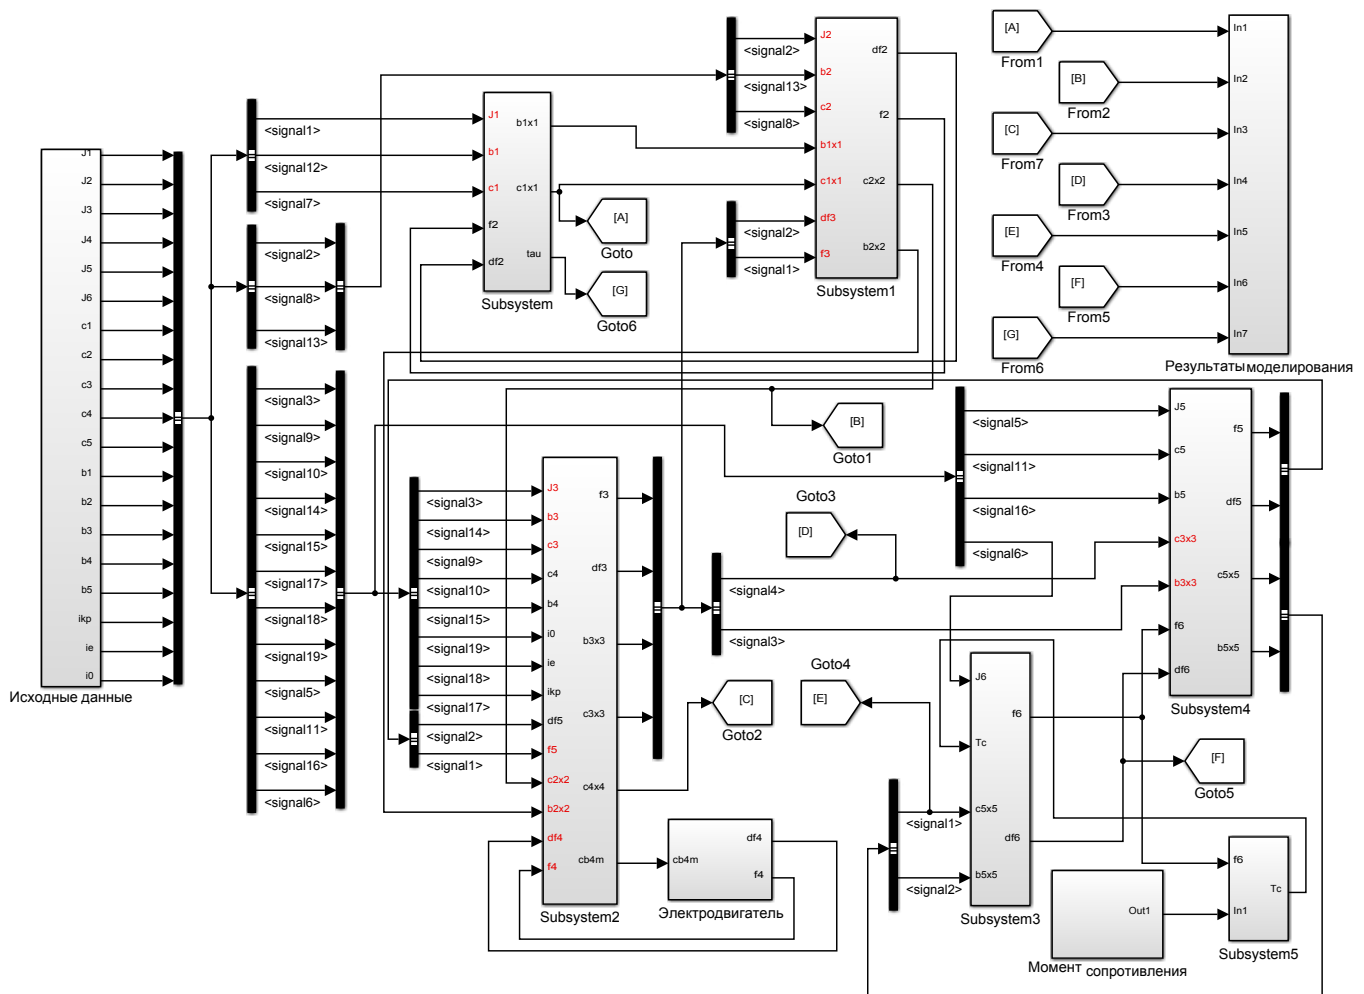 J1
J2
J3
J4
J5
J6
c1
c2
c3
c4
c5
b1
b2
b3
b4
b5
ikp
ie
i0
Исходные данные
<signal1>
<signal12>
<signal7>
<signal2>
<signal8>
<signal13>
<signal3>
<signal9>
<signal10>
<signal14>
<signal15>
<signal17>
<signal18>
<signal19>
<signal5>
<signal11>
<signal16>
<signal6>
J1
b1
c1
f2
df2
b1x1
c1x1
tau
Subsystem
[A]
Goto
[G]
Goto6
<signal2>
<signal13>
<signal8>
<signal2>
<signal1>
J2
b2
c2
b1x1
c1x1
df3
f3
df2
f2
c2x2
b2x2
Subsystem1
[A]
From1
[B]
From2
[C]
From7
[D]
From3
[E]
From4
[F]
From5
[G]
From6
In1
In2
In3
In4
In5
In6
In7
Результаты моделирования
[B]
Goto1
<signal3>
<signal14>
<signal9>
<signal10>
<signal15>
<signal19>
<signal18>
<signal17>
<signal2>
<signal1>
J3
b3
c3
c4
b4
i0
ie
ikp
df5
f5
c2x2
b2x2
df4
f4
f3
df3
b3x3
c3x3
c4x4
cb4m
Subsystem2
<signal4>
<signal3>
[C]
Goto2
Goto3
[D]
cb4m
df4
f4
Электродвигатель
<signal5>
<signal11>
<signal16>
<signal6>
J5
c5
b5
c3x3
b3x3
f6
df6
f5
df5
c5x5
b5x5
Subsystem4
Goto4
[E]
<signal1>
<signal2>
J6
Tc
c5x5
b5x5
f6
df6
Subsystem3
[F]
Goto5
Out1
Момент сопротивления
f6
In1
Tc
Subsystem5